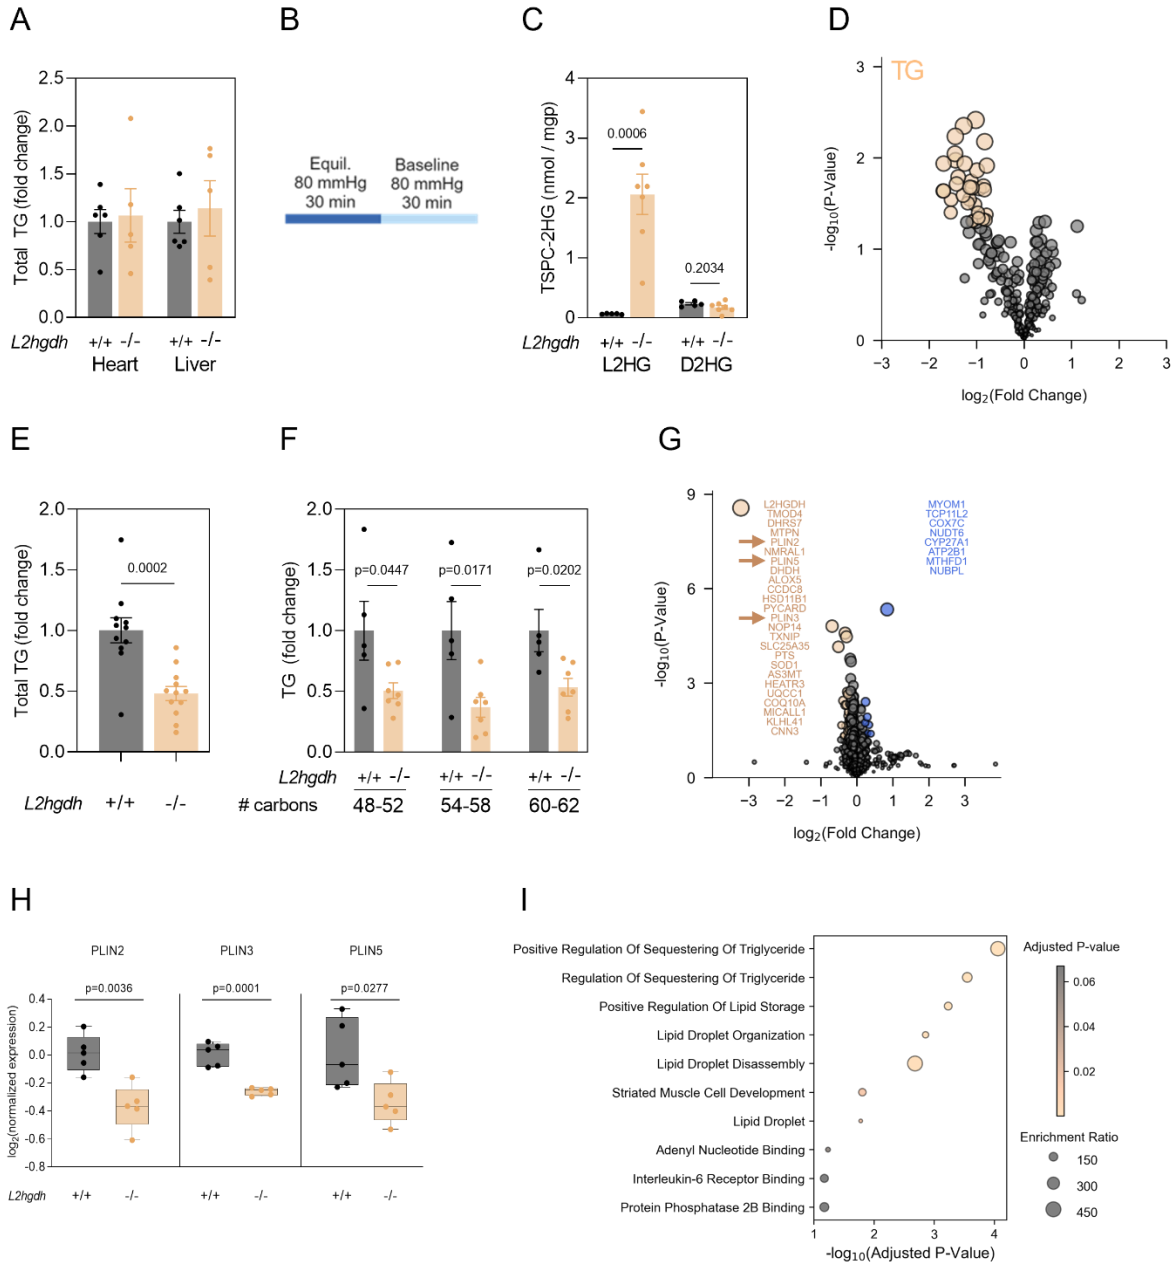 A
Total TG (fold change)
2.5
2.0
1.5
1.0
0.5
0.0
L2hgdh
+/+ -/- +/+ -/-
Heart Liver
B
Equil.
80 mmHg
30 min
Baseline
80 mmHg
30 min
C
TSPC-2HG (nmol / mgp)
4
3
2
1
0
0.0006
0.2034
L2hgdh
+/+ -/- +/+ -/-
L2HG D2HG
D
TG
-log10(P-Value)
3
2
1
0
−3 −2 −1 0 1 2 3
log2(Fold Change)
E
Total TG (fold change)
2.0
1.5
1.0
0.5
0.0
0.0002
L2hgdh +/+ -/-
F
TG (fold change)
2.0
1.5
1.0
0.5
0.0
p=0.0447 p=0.0171 p=0.0202
L2hgdh +/+ -/- +/+ -/- +/+ -/-
# carbons 48-52 54-58 60-62
G
-log10(P-Value)
9
6
3
0
L2HGDH
TMOD4
DHRS7
MTPN
PLIN2
NMRAL1
PLIN5
DHDH
ALOX5
CCDC8
HSD11B1
PYCARD
PLIN3
NOP14
TXNIP
SLC25A35
PTS
SOD1
AS3MT
HEATR3
UQCC1
COQ10A
MICALL1
KLHL41
CNN3
MYOM1
TCP11L2
COX7C
NUDT6
CYP27A1
ATP2B1
MTHFD1
NUBPL
−3 −2 −1 0 1 2 3
log2(Fold Change)
H
PLIN2 PLIN3 PLIN5
p=0.0036 p=0.0001 p=0.0277
log2(normalized expression)
0.4
0.2
0.0
-0.2
-0.4
-0.6
-0.8
L2hgdh +/+ -/- +/+ -/- +/+ -/-
I
Positive Regulation Of Sequestering Of Triglyceride
Regulation Of Sequestering Of Triglyceride
Positive Regulation Of Lipid Storage
Lipid Droplet Organization
Lipid Droplet Disassembly
Striated Muscle Cell Development
Lipid Droplet
Adenyl Nucleotide Binding
Interleukin-6 Receptor Binding
Protein Phosphatase 2B Binding
1 2 3 4
-log10(Adjusted P-Value)
Adjusted P-value
0.06
0.04
0.02
Enrichment Ratio
150
300
450